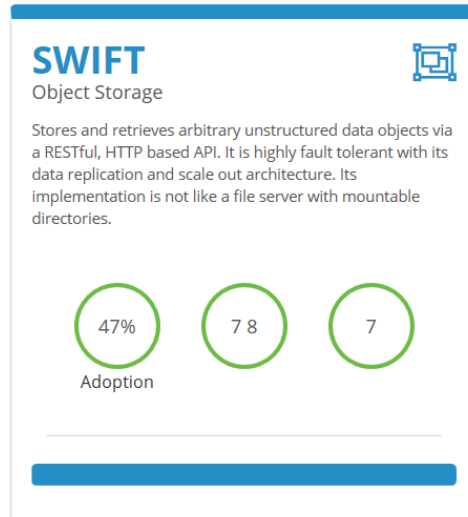 SWIFT
Object Storage
Stores and retrieves arbitrary unstructured data objects via
a RESTful, HTTP based API. It is highly fault tolerant with its
data replication and scale out architecture. Its
implementation is not like a file server with mountable
directories.
47% 7 8 7
Adoption